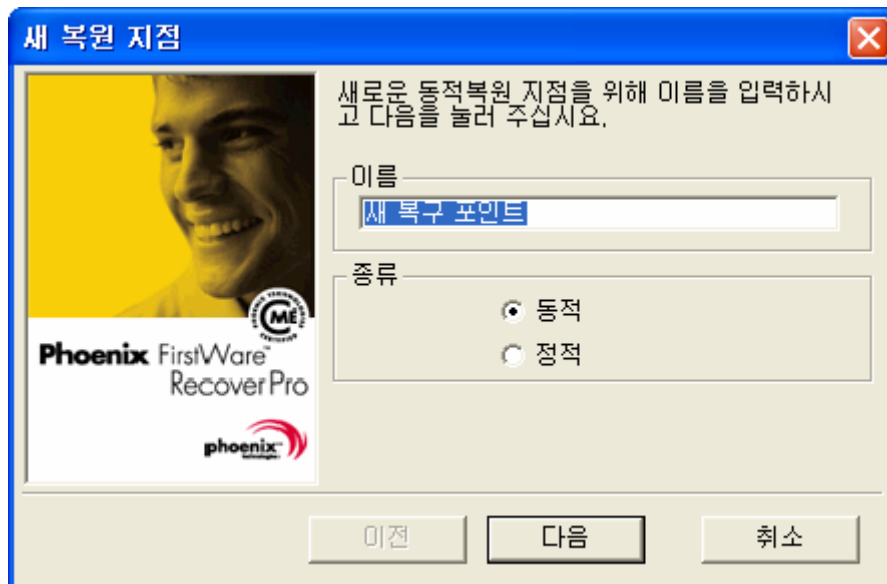 새 복원 지점
새로운 동적복원 지점을 위해 이름을 입력하시
고 다음을 눌러 주십시요.
이름
새 복구 포인트
종류
동적
정적
CME
Phoenix FirstWare™
RecoverPro
phoenix
technologies
이전
다음
취소